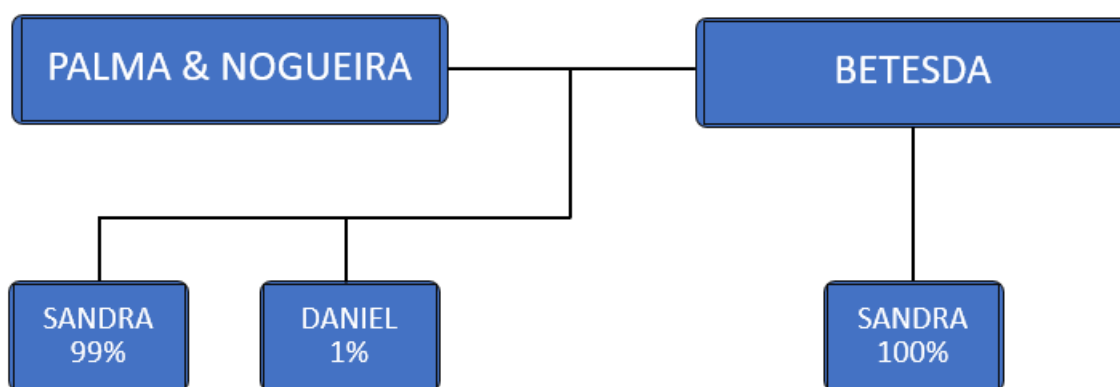 PALMA & NOGUEIRA
BETESDA
SANDRA
99%
DANIEL
1%
SANDRA
100%